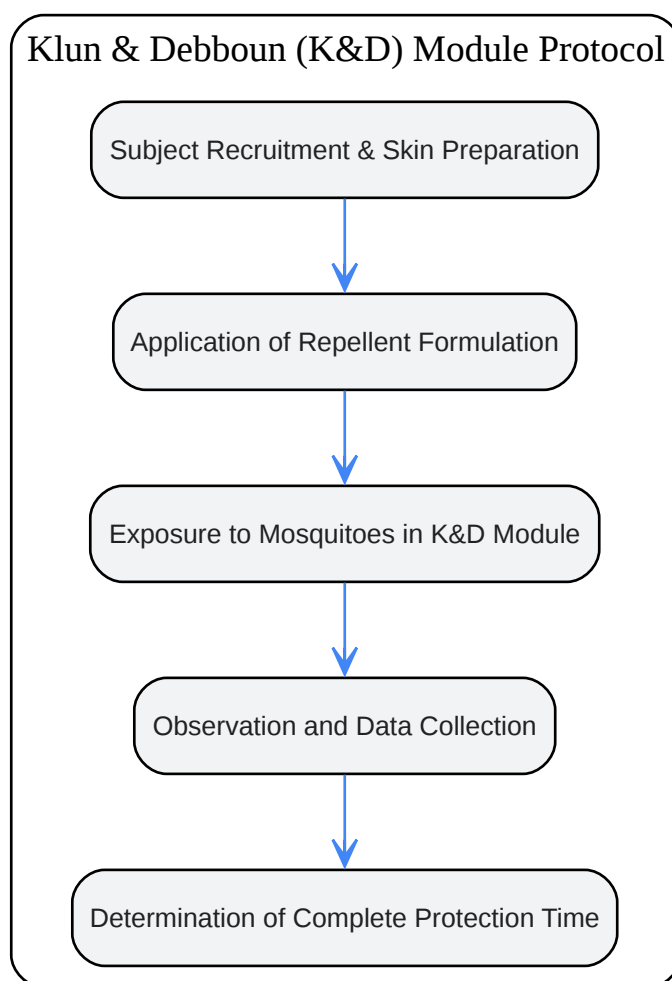 Klun & Debboun (K&D) Module Protocol
Subject Recruitment & Skin Preparation
Application of Repellent Formulation
Exposure to Mosquitoes in K&D Module
Observation and Data Collection
Determination of Complete Protection Time